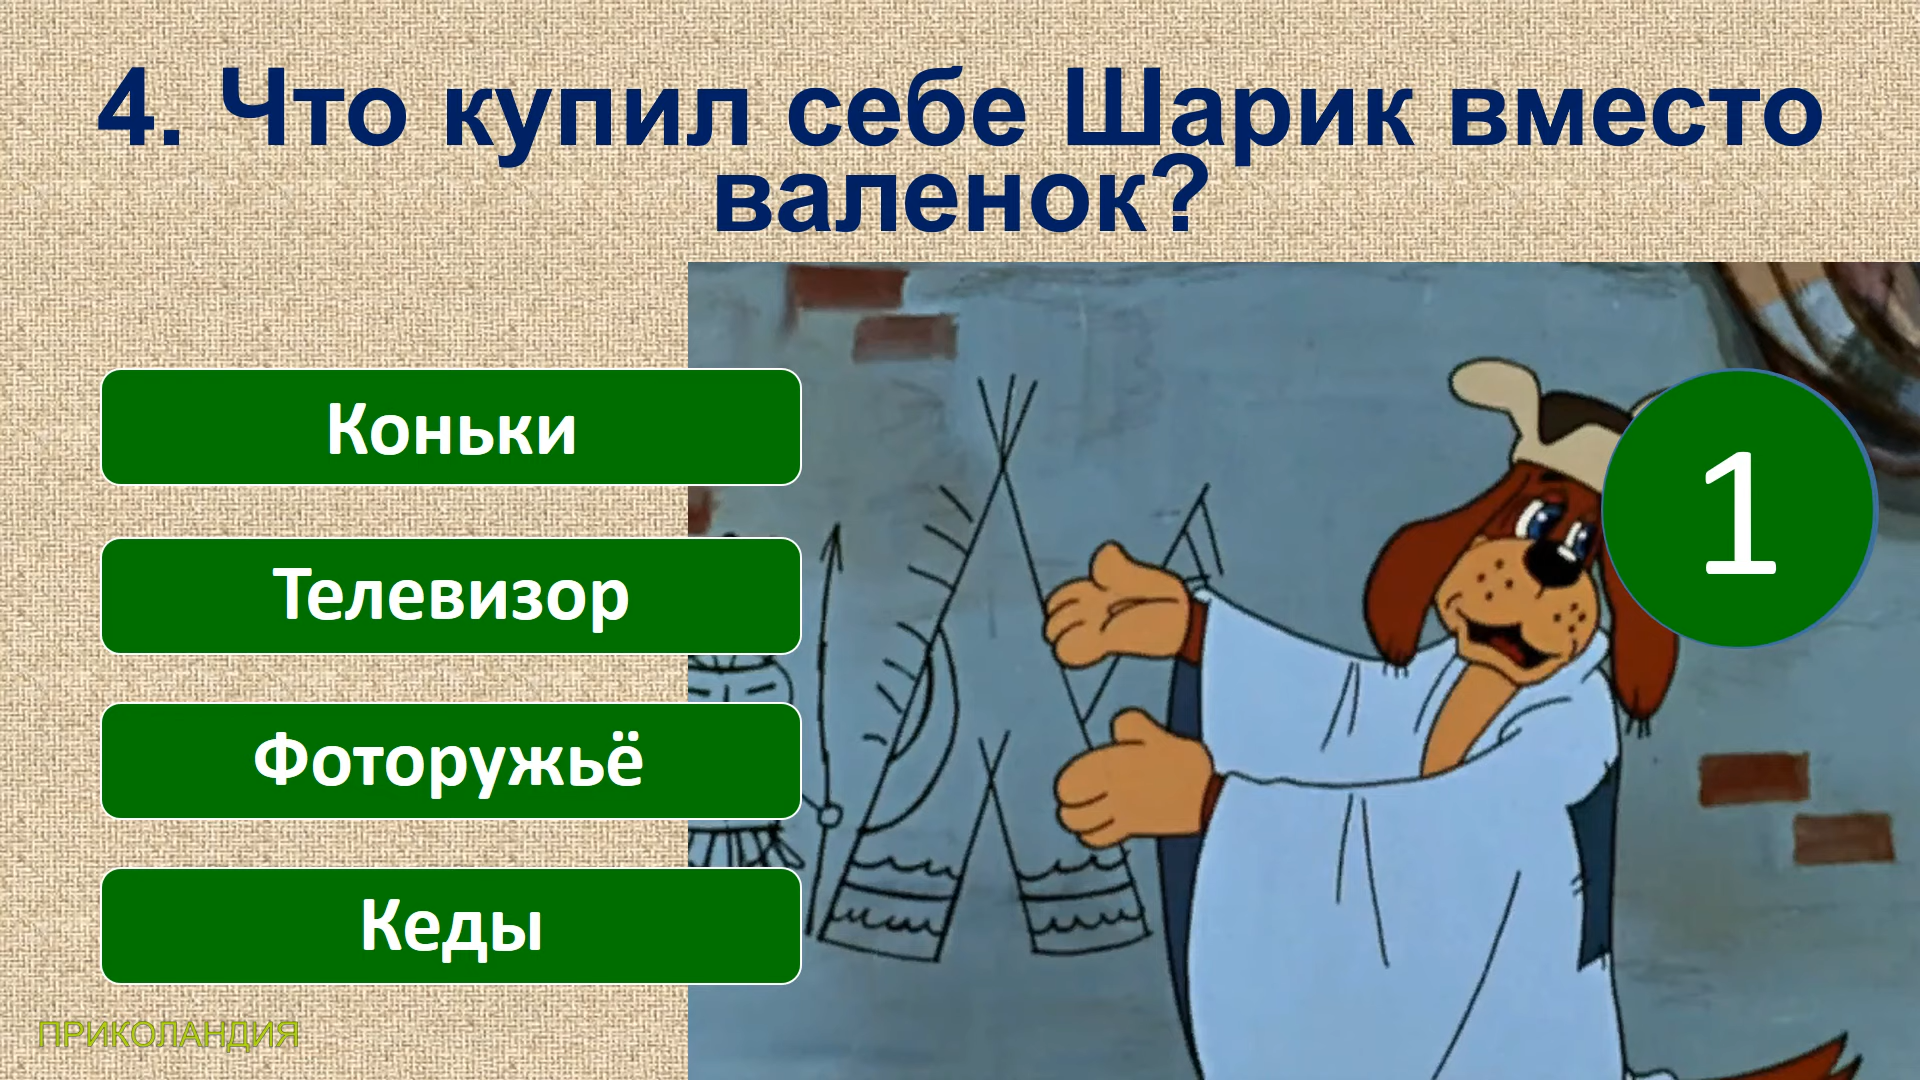 4. Что купил себе Шарик вместо
валенок?
Коньки
Телевизор
Фоторужьё
Кеды
1
ПРИКОЛАНДИЯ